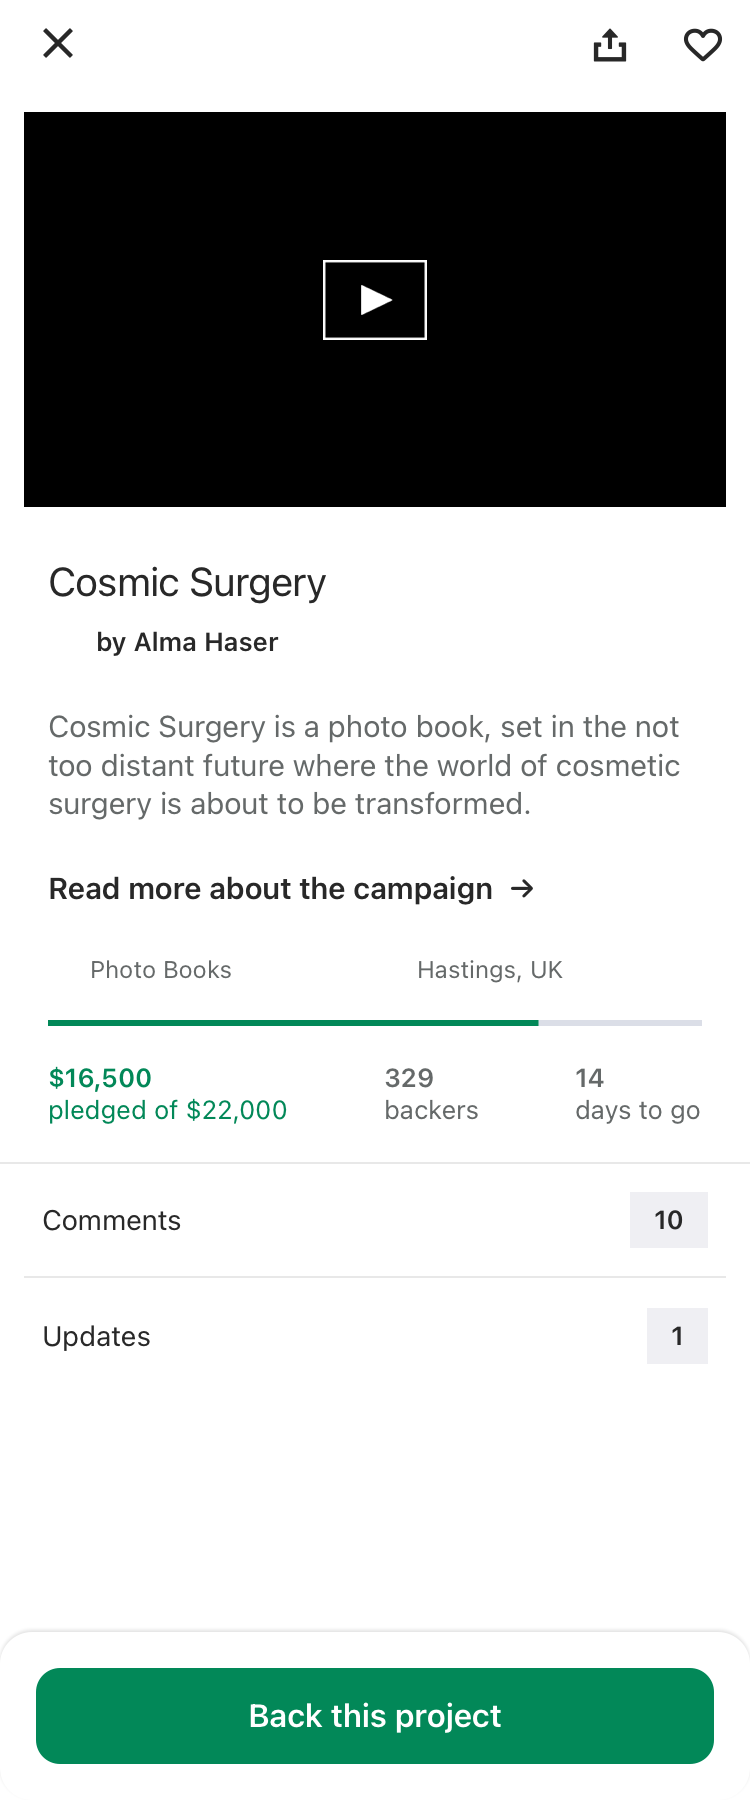 Cosmic Surgery
by Alma Haser
Cosmic Surgery is a photo book, set in the not
too distant future where the world of cosmetic
surgery is about to be transformed.
Read more about the campaign →
Photo Books
Hastings, UK
$16,500
pledged of $22,000
329
backers
14
days to go
Comments
10
Updates
1
Back this project